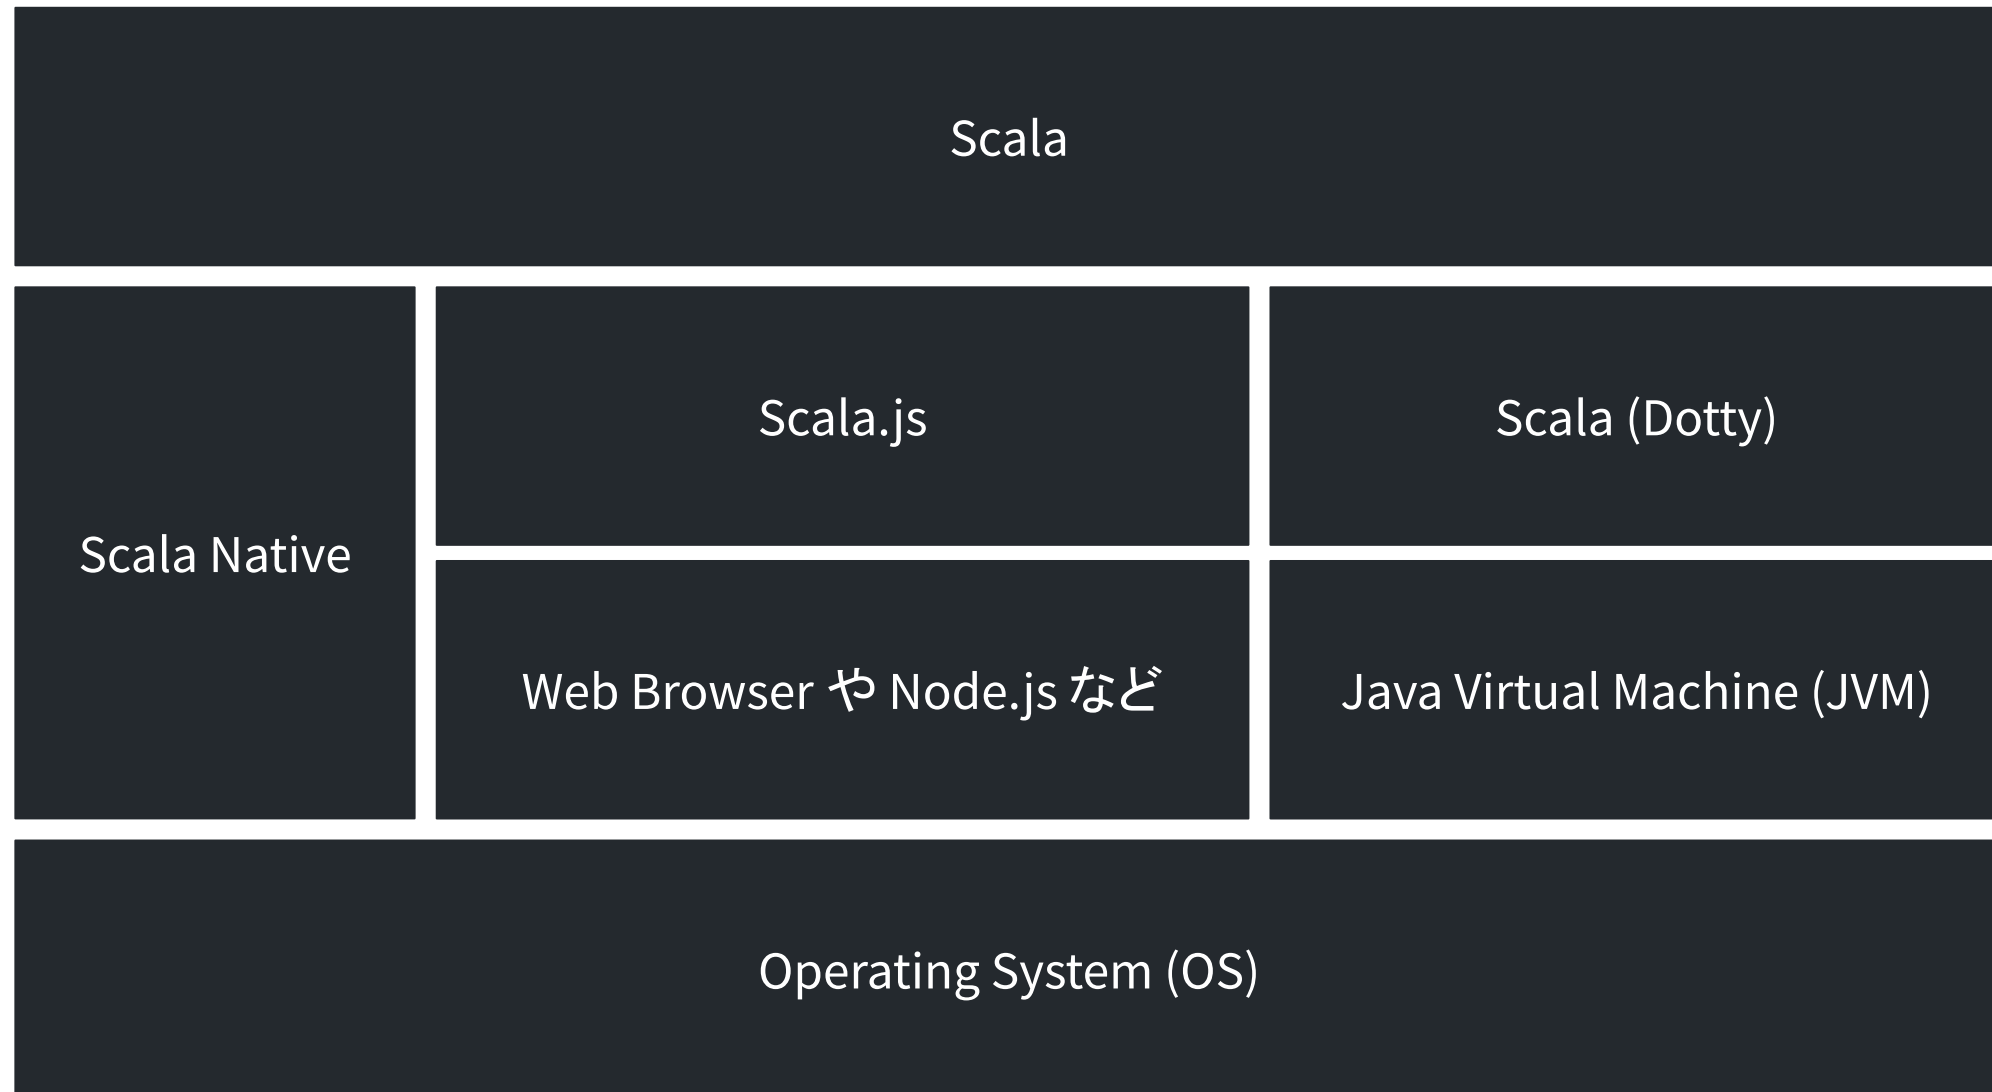 Scala
Scala.js
Scala (Dotty)
Scala Native
Web Browser や Node.js など
Java Virtual Machine (JVM)
Operating System (OS)